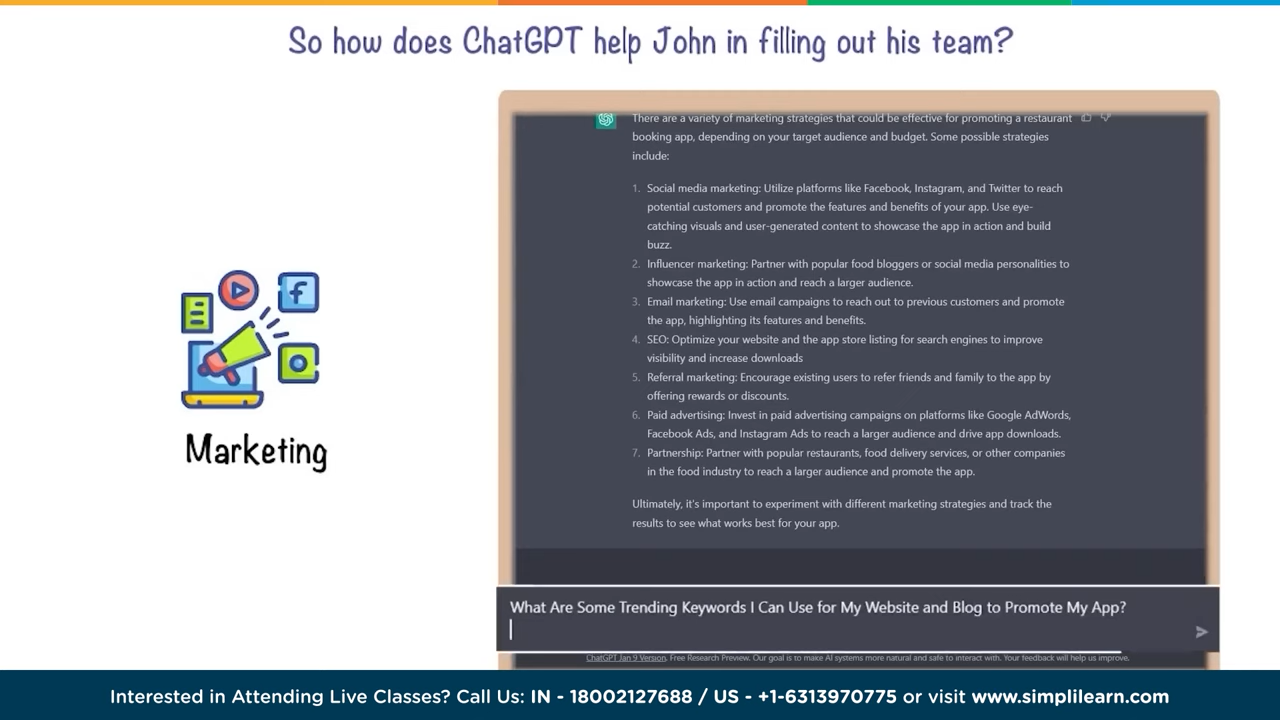 So how does ChatGPT help John in filling out his team?
There are a variety of marketing strategies that could be effective for promoting a restaurant
booking app, depending on your target audience and budget. Some possible strategies
include:
1. Social media marketing: Utilize platforms like Facebook, Instagram, and Twitter to reach
potential customers and promote the features and benefits of your app. Use eye-
catching visuals and user-generated content to showcase the app in action and build
buzz.
2. Influencer marketing: Partner with popular food bloggers or social media personalities to
showcase the app in action and reach a larger audience.
3. Email marketing: Use email campaigns to reach out to previous customers and promote
the app, highlighting its features and benefits.
4. SEO: Optimize your website and the app store listing for search engines to improve
visibility and increase downloads
5. Referral marketing: Encourage existing users to refer friends and family to the app by
offering rewards or discounts.
6. Paid advertising: Invest in paid advertising campaigns on platforms like Google AdWords,
Facebook Ads, and Instagram Ads to reach a larger audience and drive app downloads.
7. Partnership: Partner with popular restaurants, food delivery services, or other companies
in the food industry to reach a larger audience and promote the app.
Ultimately, it's important to experiment with different marketing strategies and track the
results to see what works best for your app.
Marketing
What Are Some Trending Keywords I Can Use for My Website and Blog to Promote My App?
ChatGPT Jan 9 Version. Free Research Preview. Our goal is to make AI systems more natural and safe to interact with. Your feedback will help us improve.
Interested in Attending Live Classes? Call Us: IN - 18002127688 / US - +1-6313970775 or visit www.simplilearn.com